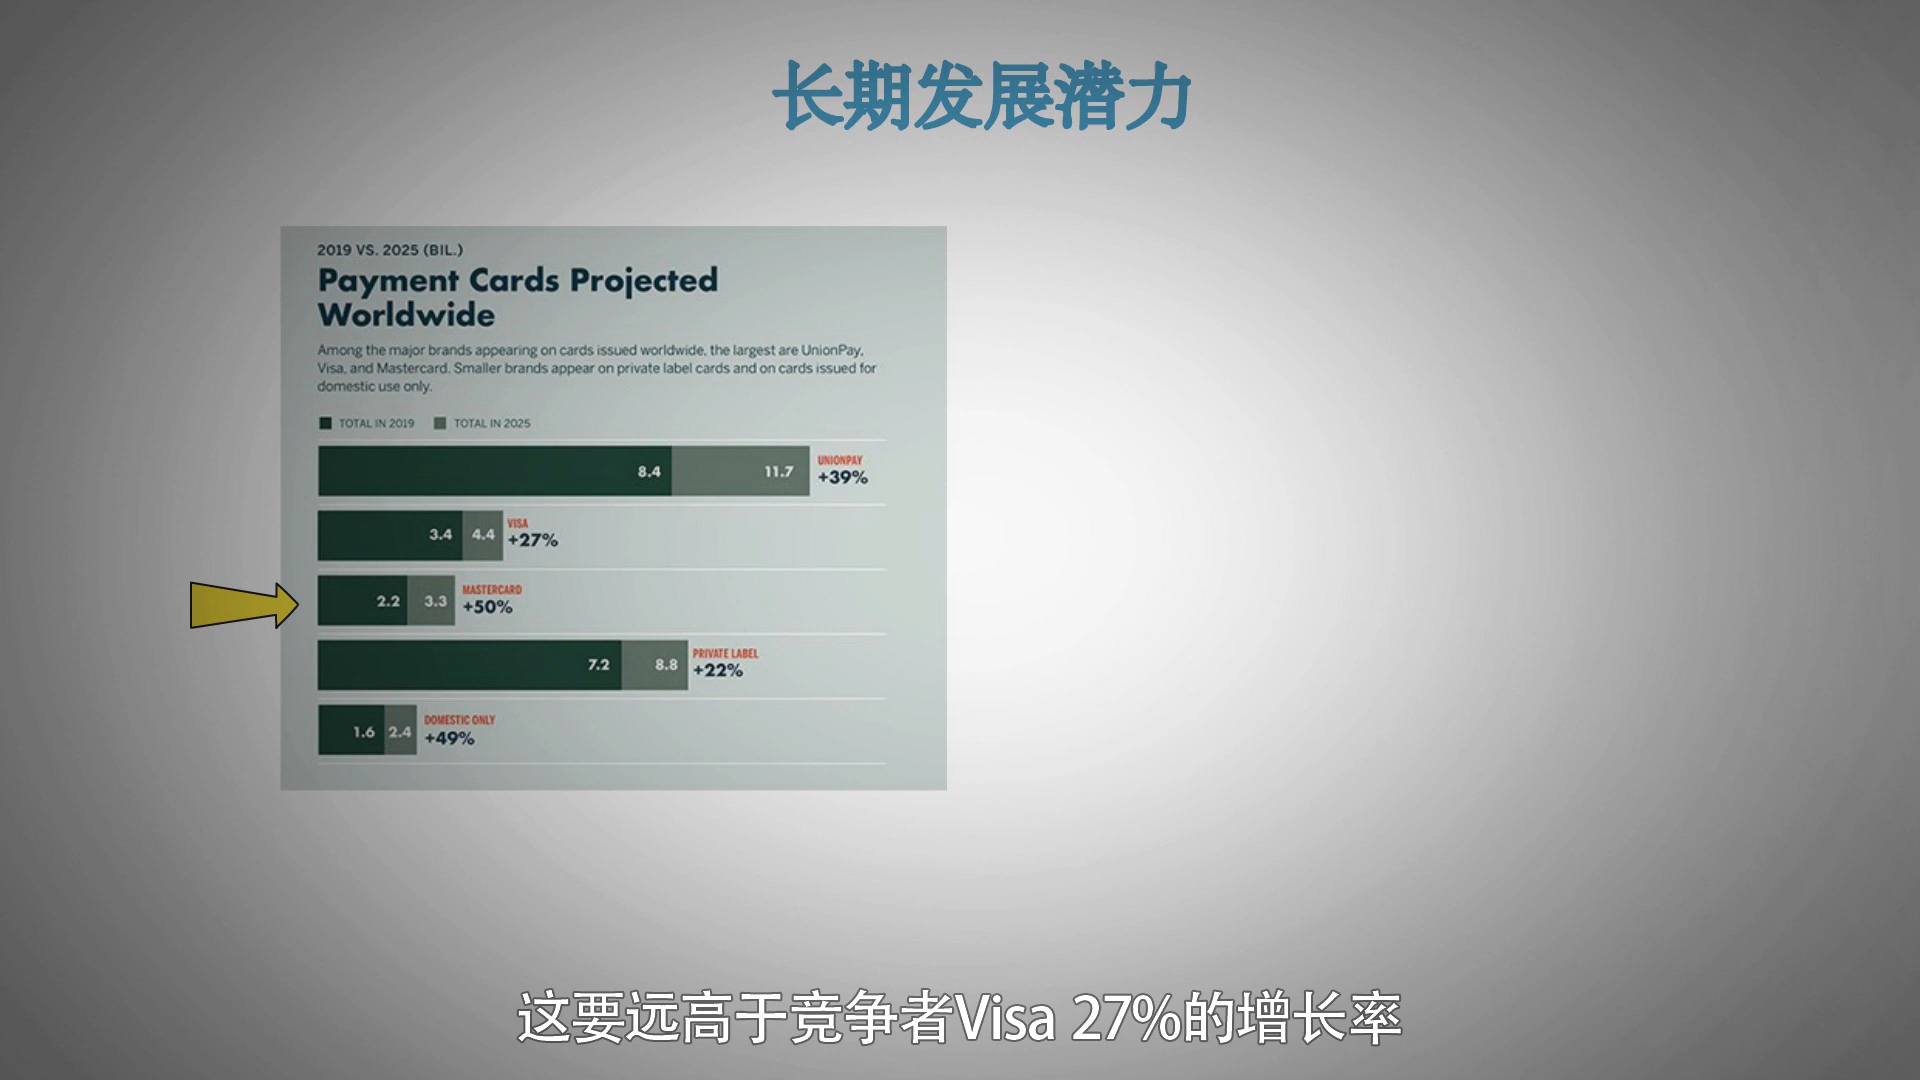 长期发展潜力
2019 VS. 2025 (BIL.)
Payment Cards Projected
Worldwide
Among the major brands appearing on cards issued worldwide, the largest are UnionPay,
Visa, and Mastercard. Smaller brands appear on private label cards and on cards issued for
domestic use only.
TOTAL IN 2019 TOTAL IN 2025
8.4 11.7 UNIONPAY
+39%
3.4 4.4 VISA
+27%
2.2 3.3 MASTERCARD
+50%
7.2 8.8 PRIVATE LABEL
+22%
1.6 2.4 DOMESTIC ONLY
+49%
这要远高于竞争者Visa 27%的增长率